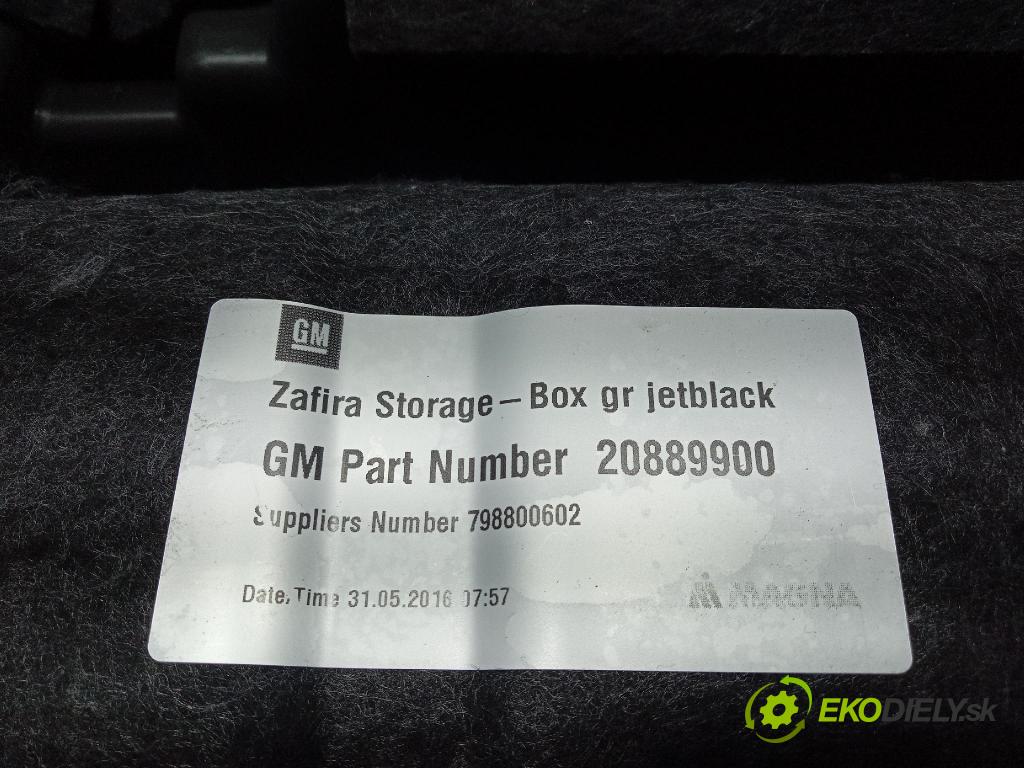 GM
Zafira Storage - Box gr jetblack
GM Part Number 20889900
Suppliers Number 798800602
Date/Time 31.05.2016 07:57
MAGNA
EKODIELY.sk